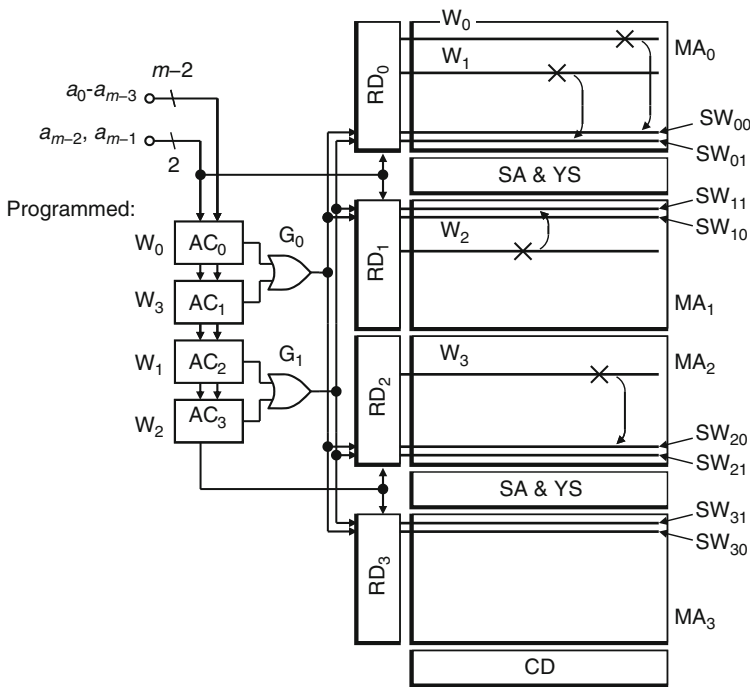 W₀
W₁
RD₀
MA₀
SW₀₀
SW₀₁
m–2
a₀-aₘ₋₃
aₘ₋₂, aₘ₋₁
2
SA & YS
Programmed:
SW₁₁
SW₁₀
W₂
RD₁
MA₁
W₀
AC₀
G₀
W₃
AC₁
W₁
AC₂
G₁
W₂
AC₃
W₃
RD₂
MA₂
SW₂₀
SW₂₁
SA & YS
SW₃₁
SW₃₀
RD₃
MA₃
CD